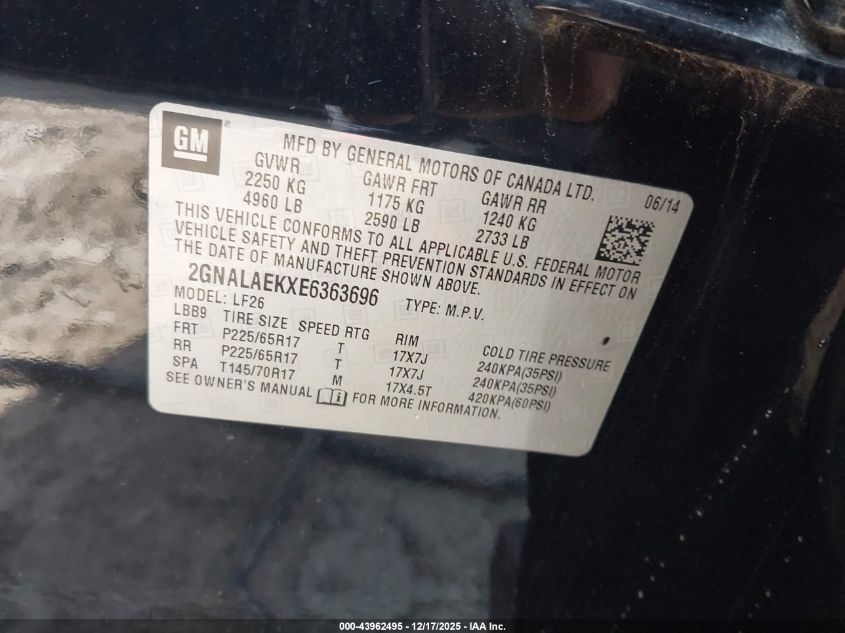 GM ®
MFD BY GENERAL MOTORS OF CANADA LTD. 06/14
GVWR GAWR FRT GAWR RR
2250 KG 1175 KG 1240 KG
4960 LB 2590 LB 2733 LB
THIS VEHICLE CONFORMS TO ALL APPLICABLE U.S. FEDERAL MOTOR
VEHICLE SAFETY AND THEFT PREVENTION STANDARDS IN EFFECT ON
THE DATE OF MANUFACTURE SHOWN ABOVE.
2GNALAEKXE6363696 TYPE: M.P.V.
MODEL: LF26
LBB9 TIRE SIZE SPEED RTG RIM COLD TIRE PRESSURE
FRT P225/65R17 T 17X7J 240KPA(35PSI)
RR P225/65R17 T 17X7J 240KPA(35PSI)
SPA T145/70R17 M 17X4.5T 420KPA(60PSI)
SEE OWNER'S MANUAL FOR MORE INFORMATION.
000-43962495 - 12/17/2025 - IAA Inc.